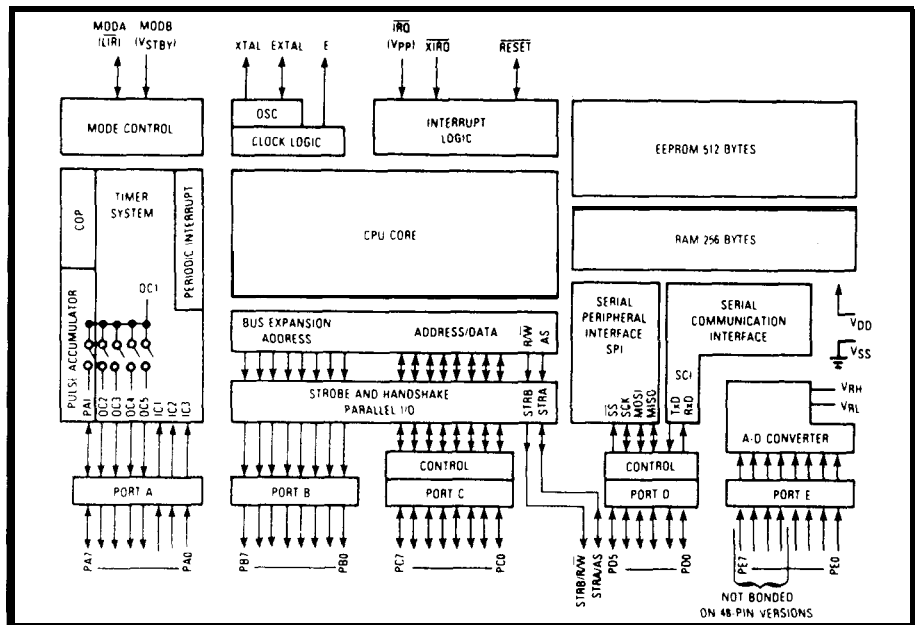 MODA
(LIR)
MODB
(VSTBY)
XTAL
EXTAL
E
IRQ
(VPP)
XIRQ
RESET
MODE CONTROL
OSC
CLOCK LOGIC
INTERRUPT
LOGIC
EEPROM 512 BYTES
COP
TIMER
SYSTEM
PERIODIC INTERRUPT
CPU CORE
RAM 256 BYTES
PULSE ACCUMULATOR
OC1
BUS EXPANSION
ADDRESS
ADDRESS/DATA
R/W
AS
SERIAL
PERIPHERAL
INTERFACE
SPI
SERIAL
COMMUNICATION
INTERFACE
SCI
VDD
VSS
PAI
OC2
OC3
OC4
OC5
IC1
IC2
IC3
STROBE AND HANDSHAKE
PARALLEL I/O
STRB
STRA
SS
SCK
MOSI
MISO
TxD
RxD
VRH
VRL
A-D CONVERTER
CONTROL
CONTROL
PORT A
PORT B
PORT C
PORT D
PORT E
PA7
PA0
PB7
PB0
PC7
PC0
STRB/R/W
STRA/AS
PD5
PD0
PE7
PE0
NOT BONDED
ON 48-PIN VERSIONS